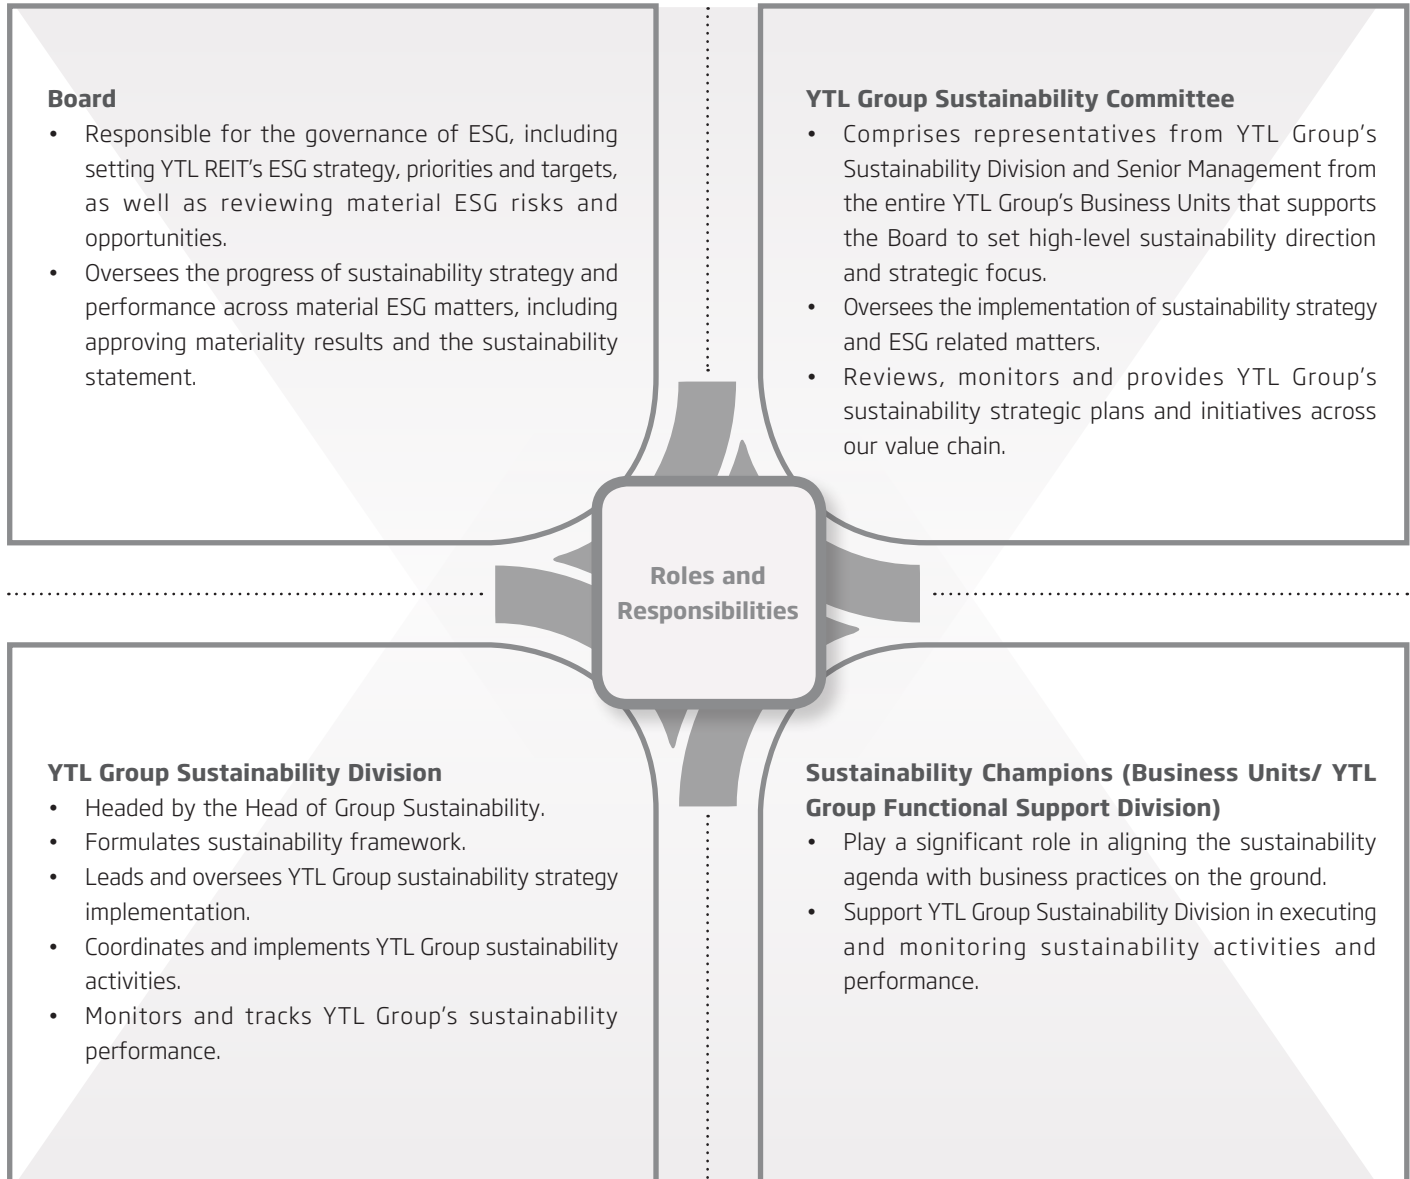 Board
• Responsible for the governance of ESG, including
setting YTL REIT's ESG strategy, priorities and targets,
as well as reviewing material ESG risks and
opportunities.
• Oversees the progress of sustainability strategy and
performance across material ESG matters, including
approving materiality results and the sustainability
statement.
YTL Group Sustainability Committee
• Comprises representatives from YTL Group's
Sustainability Division and Senior Management from
the entire YTL Group's Business Units that supports
the Board to set high-level sustainability direction
and strategic focus.
• Oversees the implementation of sustainability strategy
and ESG related matters.
• Reviews, monitors and provides YTL Group's
sustainability strategic plans and initiatives across
our value chain.
Roles and
Responsibilities
YTL Group Sustainability Division
• Headed by the Head of Group Sustainability.
• Formulates sustainability framework.
• Leads and oversees YTL Group sustainability strategy
implementation.
• Coordinates and implements YTL Group sustainability
activities.
• Monitors and tracks YTL Group's sustainability
performance.
Sustainability Champions (Business Units/ YTL
Group Functional Support Division)
• Play a significant role in aligning the sustainability
agenda with business practices on the ground.
• Support YTL Group Sustainability Division in executing
and monitoring sustainability activities and
performance.